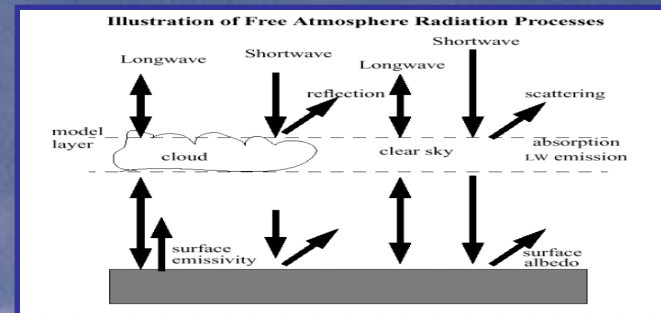 Illustration of Free Atmosphere Radiation Processes
Longwave
Shortwave
reflection
Longwave
Shortwave
scattering
model
layer
cloud
clear sky
absorption
LW emission
surface
emissivity
surface
albedo